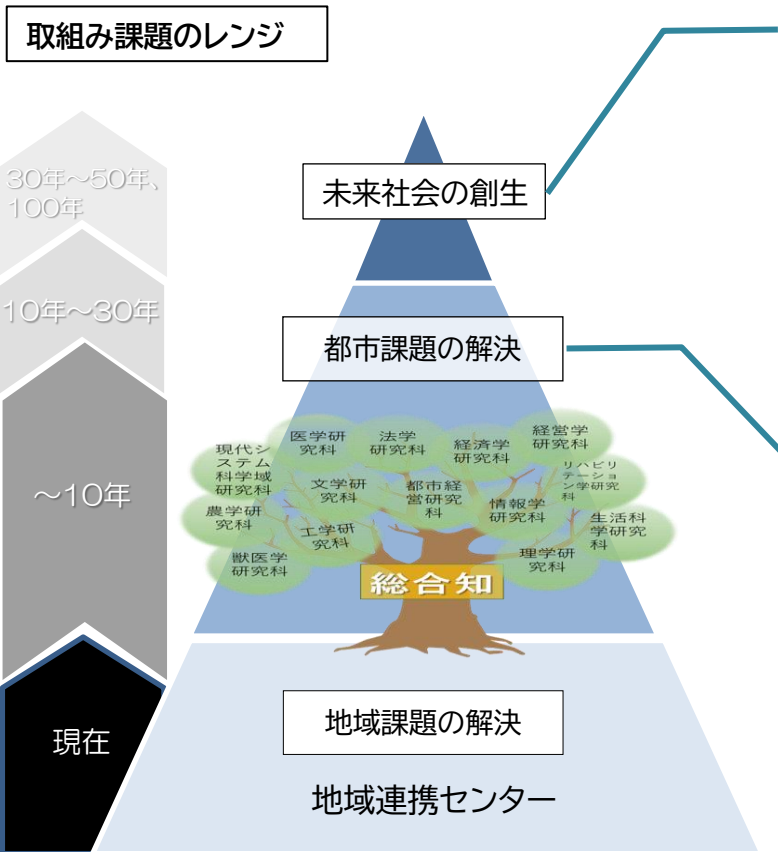 取組み課題のレンジ
30年～50年、
100年
未来社会の創生
10年～30年
都市課題の解決
～10年
現代シ
ステム
科学域
研究科
医学研
究科
法学
研究科
経済学
研究科
経営学
研究科
リハビリ
テーショ
ン学研究
科
文学研
究科
都市経
営研究
科
情報学
研究科
農学研
究科
工学研
究科
生活科
学研究
科
獣医学
研究科
理学研
究科
総合知
現在
地域課題の解決
地域連携センター